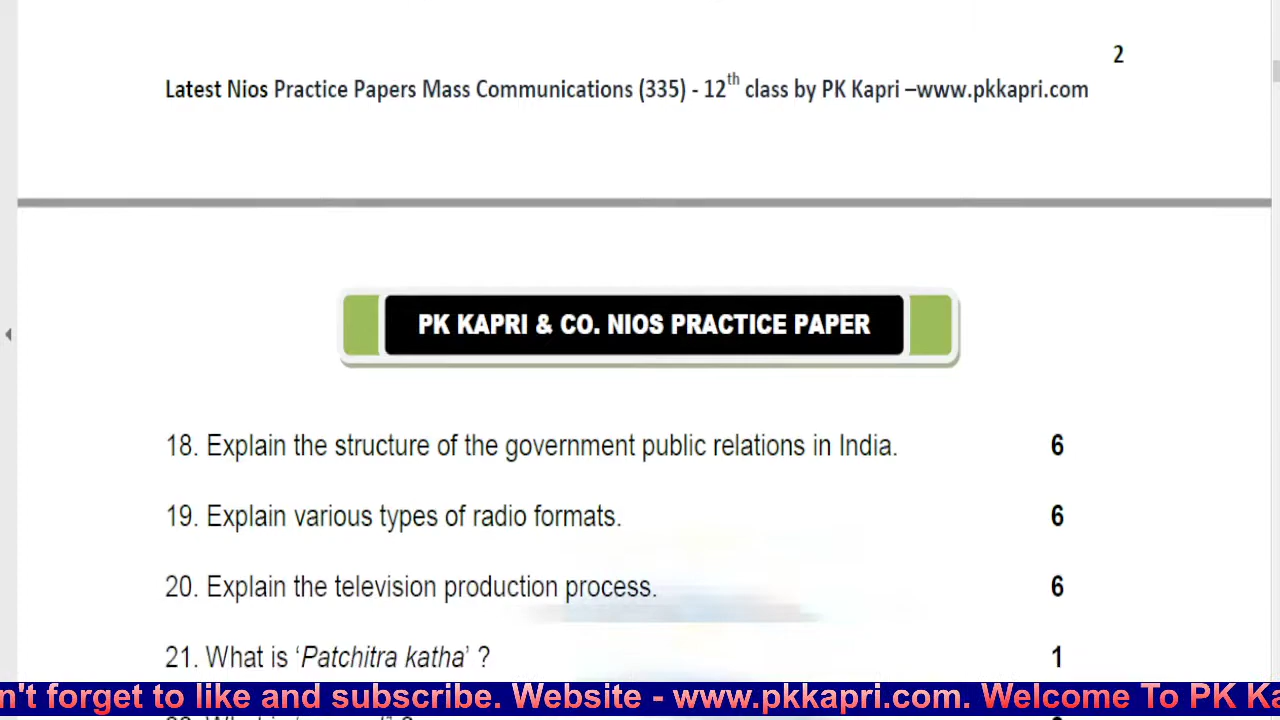 2
Latest Nios Practice Papers Mass Communications (335) - 12th class by PK Kapri –www.pkkapri.com
PK KAPRI & CO. NIOS PRACTICE PAPER
18. Explain the structure of the government public relations in India. 6
19. Explain various types of radio formats. 6
20. Explain the television production process. 6
21. What is ‘Patchitra katha’ ? 1
n't forget to like and subscribe. Website - www.pkkapri.com. Welcome To PK Ka